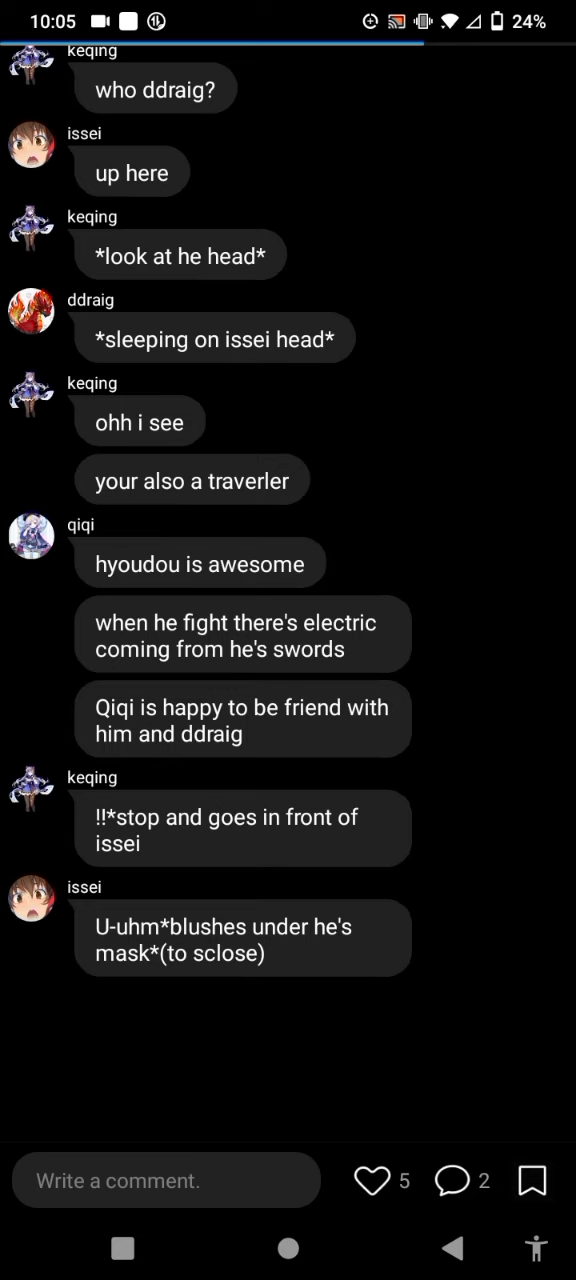 10:05
24%
keqing
who ddraig?
issei
up here
keqing
*look at he head*
ddraig
*sleeping on issei head*
keqing
ohh i see
your also a traverler
qiqi
hyoudou is awesome
when he fight there's electric
coming from he's swords
Qiqi is happy to be friend with
him and ddraig
keqing
!!*stop and goes in front of
issei
issei
U-uhm*blushes under he's
mask*(to sclose)
Write a comment.
5
2